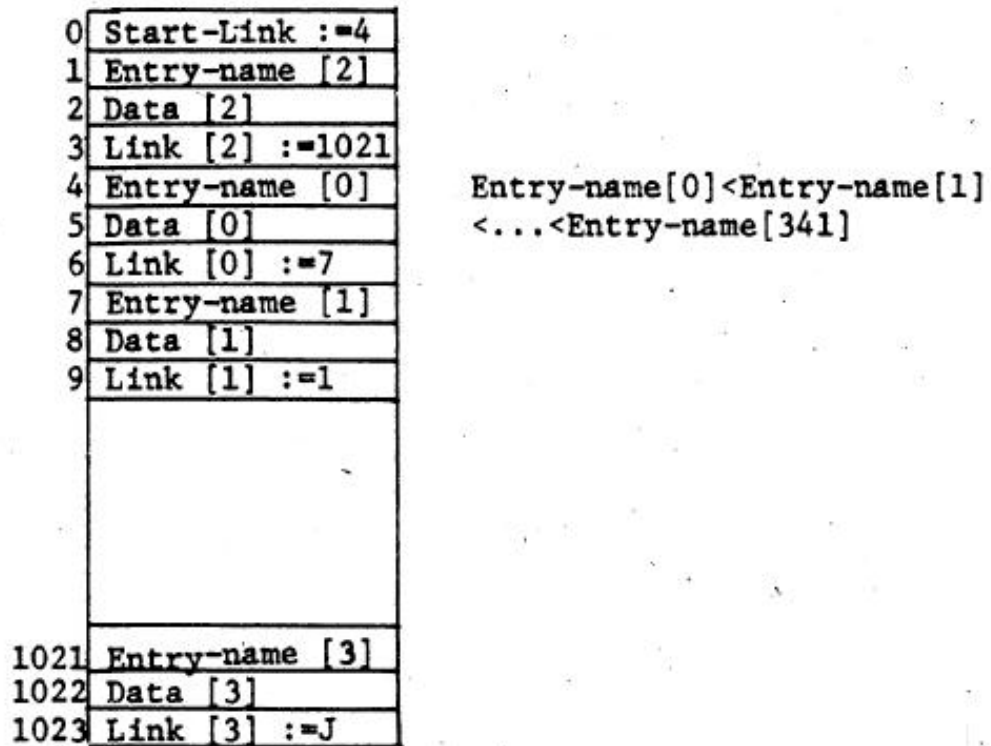 0 Start-Link :=4
1 Entry-name [2]
2 Data [2]
3 Link [2] :=1021
4 Entry-name [0]
5 Data [0]
6 Link [0] :=7
7 Entry-name [1]
8 Data [1]
9 Link [1] :=1
Entry-name[0]<Entry-name[1]
<...<Entry-name[341]
1021 Entry-name [3]
1022 Data [3]
1023 Link [3] :=J